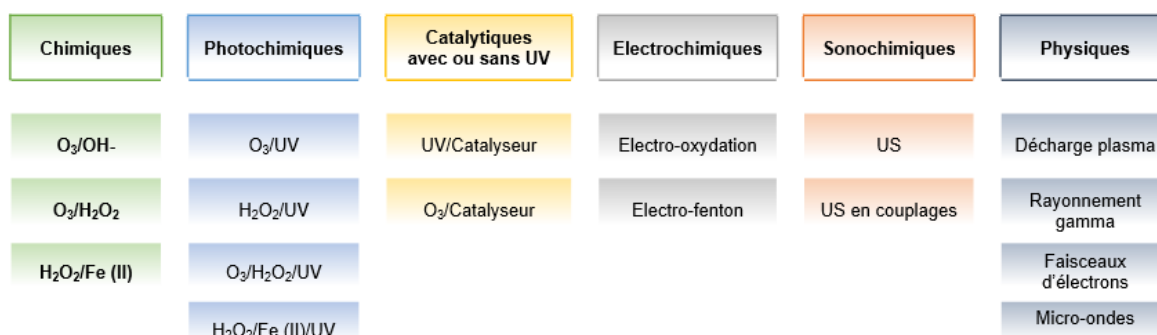 Chimiques
Photochimiques
Catalytiques
avec ou sans UV
Electrochimiques
Sonochimiques
Physiques
O₃/OH-
O₃/UV
UV/Catalyseur
Electro-oxydation
US
Décharge plasma
O₃/H₂O₂
H₂O₂/UV
O₃/Catalyseur
Electro-fenton
US en couplages
Rayonnement
gamma
H₂O₂/Fe (II)
O₃/H₂O₂/UV
Faisceaux
d'électrons
H₂O₂/Fe (II)/UV
Micro-ondes